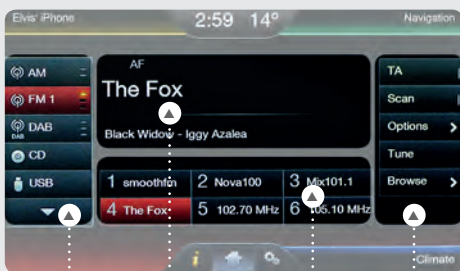 Elvis' iPhone
2:59 14°
Navigation
AM
FM 1
DAB
DAB
CD
USB
AF
The Fox
Black Widow - Iggy Azalea
1 smoothfm
2 Nova100
3 Mix101.1
4 The Fox
5 102.70 MHz
6 105.10 MHz
TA
Scan
Options
Tune
Browse
i
Climate